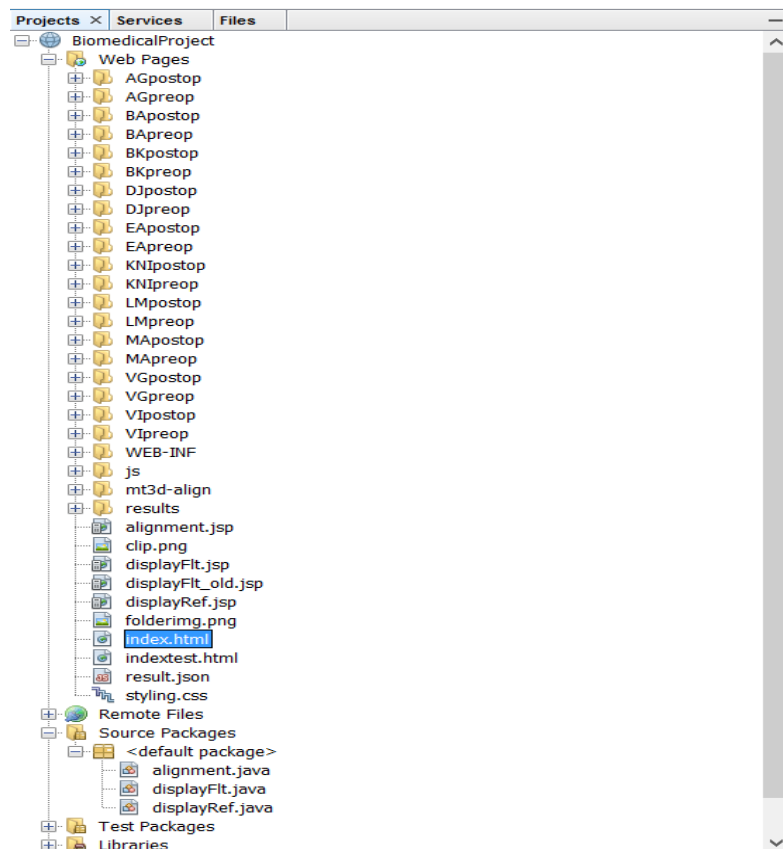 Projects × Services Files
BiomedicalProject
Web Pages
AGpostop
AGpreop
BApostop
BApreop
BKpostop
BKpreop
DJpostop
DJpreop
EApostop
EApreop
KNIpostop
KNIpreop
LMpostop
LMpreop
MApostop
MApreop
VGpostop
VGpreop
VIpostop
VIpreop
WEB-INF
js
mt3d-align
results
alignment.jsp
clip.png
displayFlt.jsp
displayFlt_old.jsp
displayRef.jsp
folderimg.png
index.html
indextest.html
result.json
styling.css
Remote Files
Source Packages
<default package>
alignment.java
displayFlt.java
displayRef.java
Test Packages
Libraries